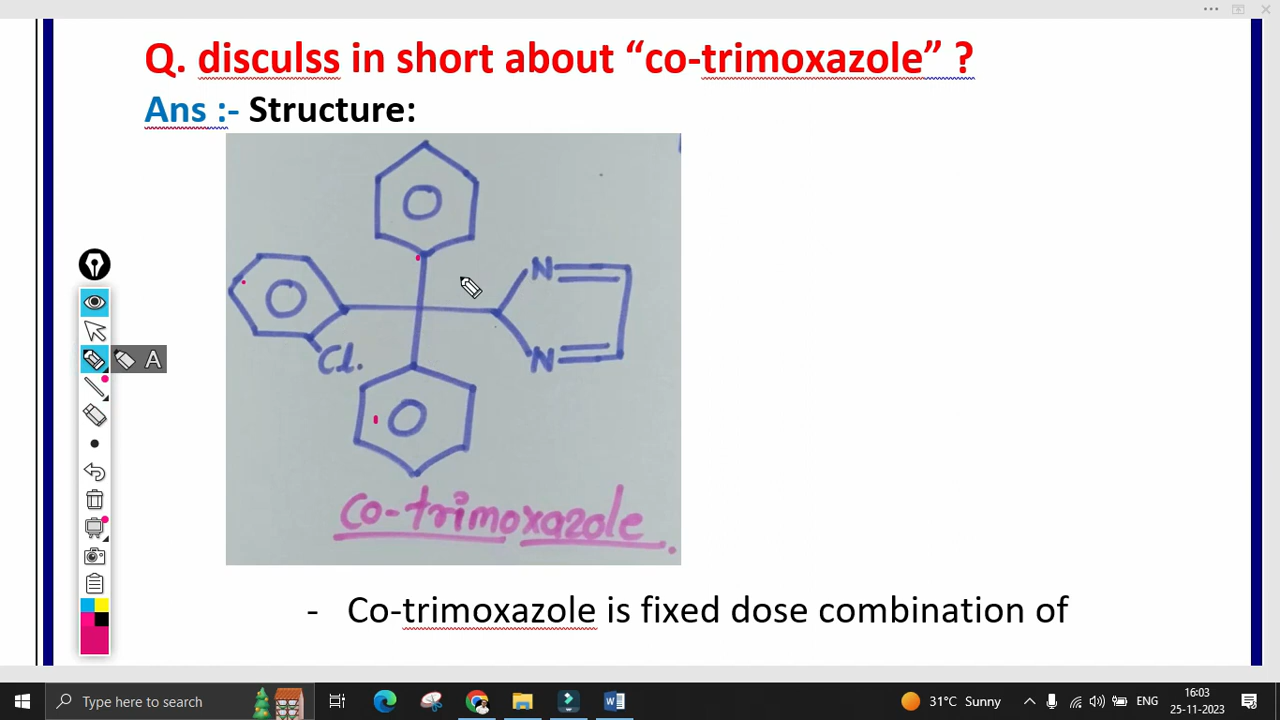 Q. disculss in short about “co-trimoxazole” ?
Ans :- Structure:
N
Cl.
N
Co-trimoxazole.
- Co-trimoxazole is fixed dose combination of
A
Type here to search
31°C Sunny
ENG
16:03
25-11-2023